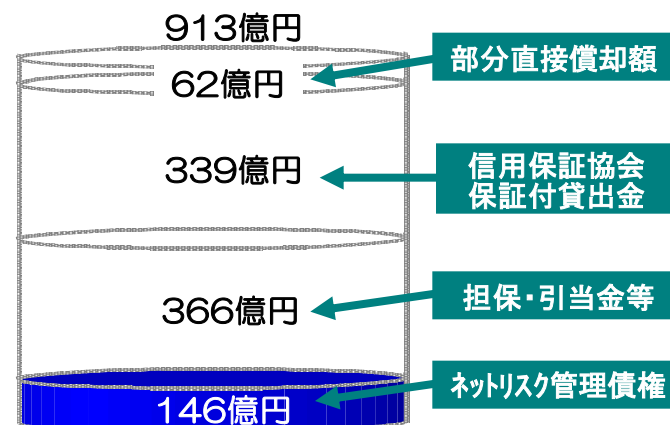 913億円
部分直接償却額
62億円
信用保証協会
保証付貸出金
339億円
担保・引当金等
366億円
ネットリスク管理債権
146億円